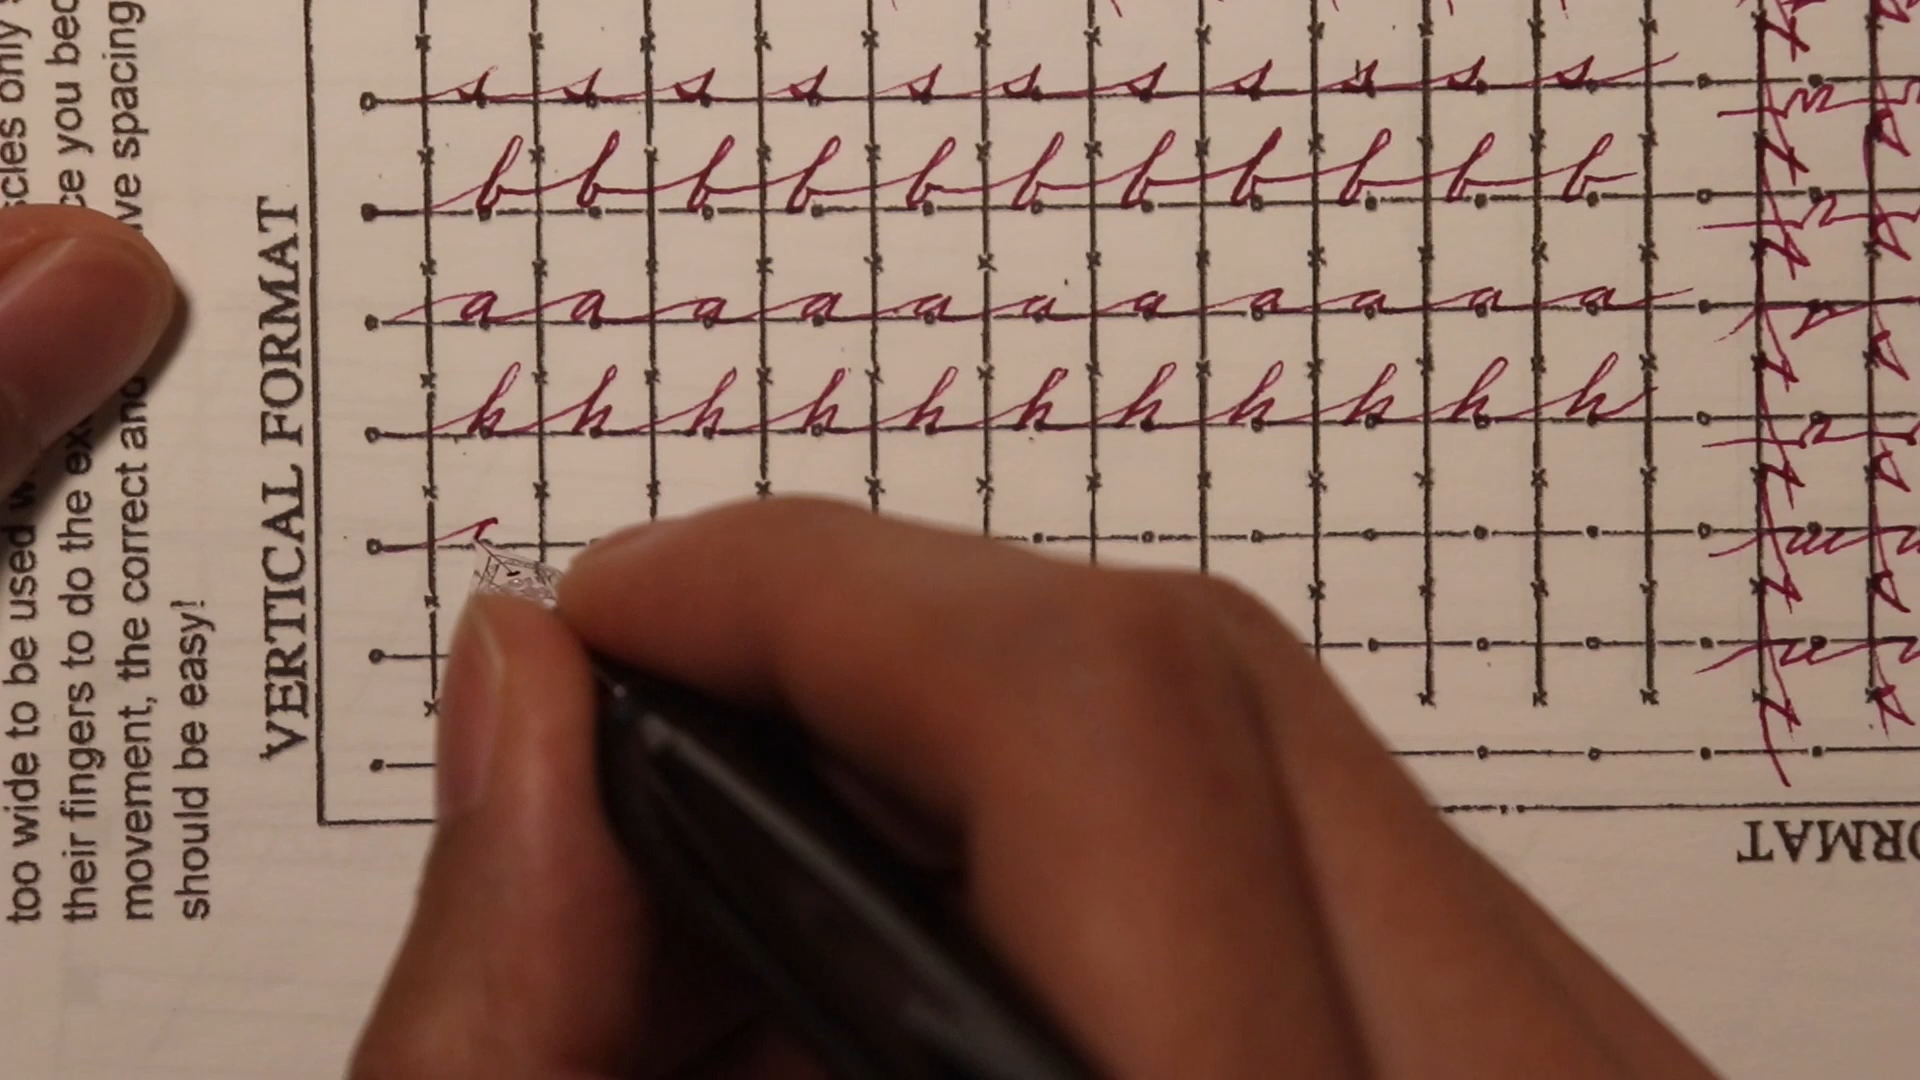 too wide to be used scles only
their fingers to do the ce you bec
movement, the correct and ve spacing
should be easy!
VERTICAL FORMAT
s s s s s s s s s s s
b b b b b b b b b b b
a a a a a a a a a a a
h h h h h h h h h h h
r
ORMAT